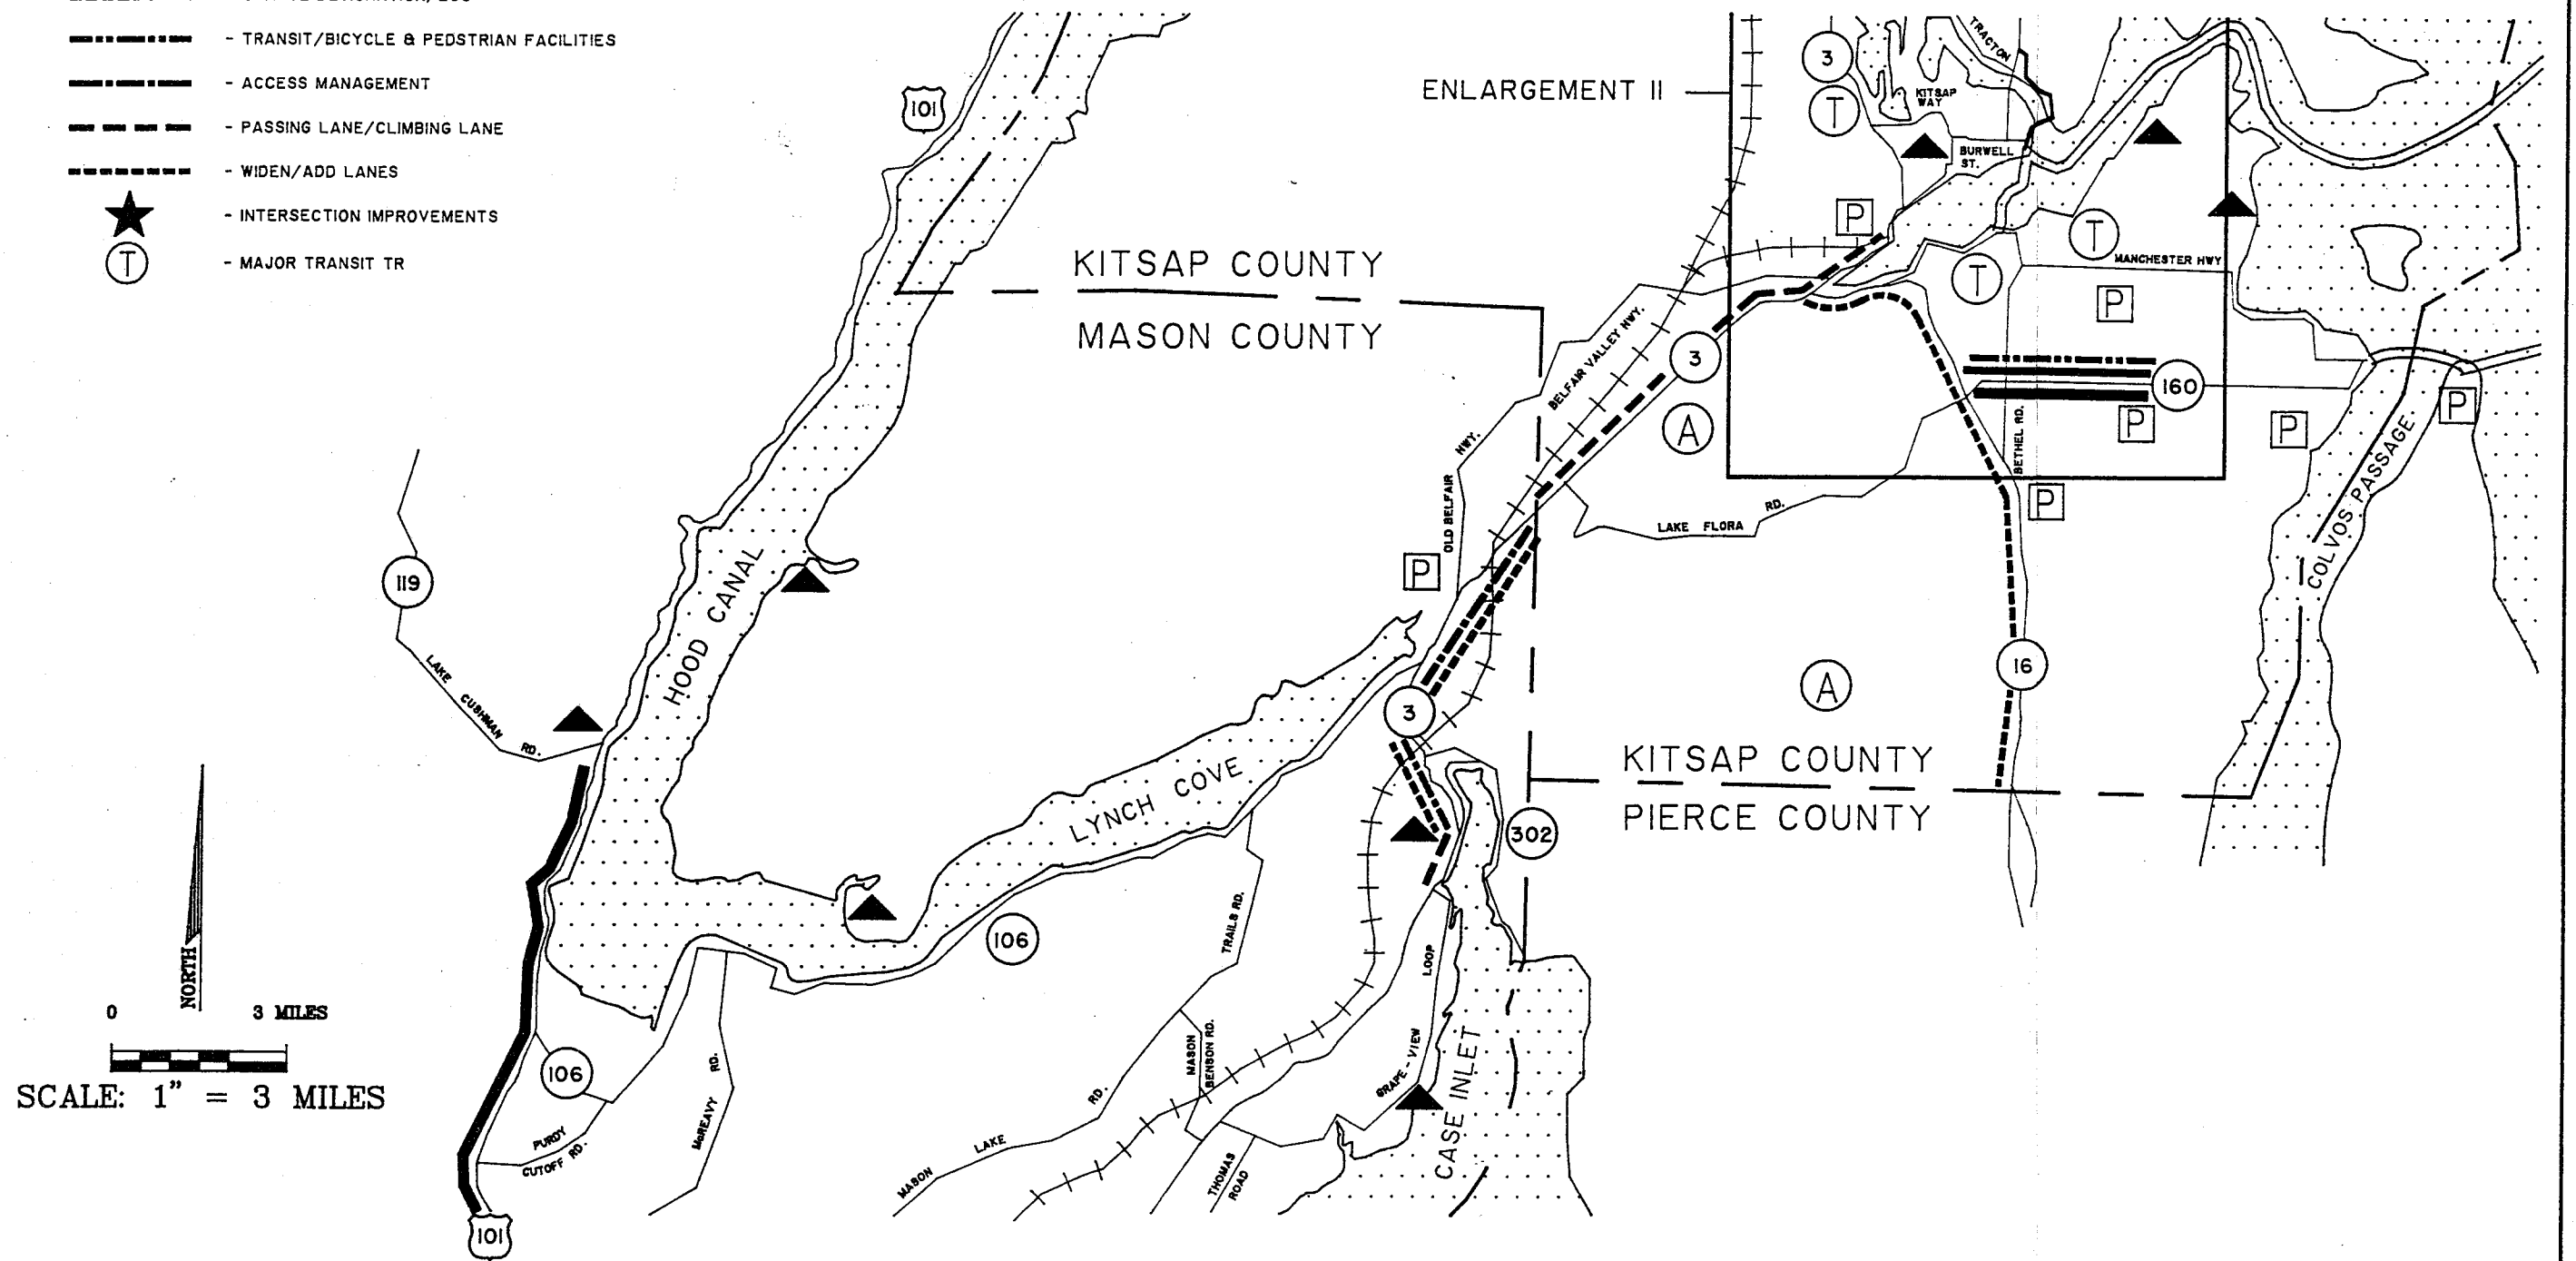 - TRANSIT/BICYCLE & PEDSTRIAN FACILITIES
- ACCESS MANAGEMENT
- PASSING LANE/CLIMBING LANE
- WIDEN/ADD LANES
- INTERSECTION IMPROVEMENTS
T
- MAJOR TRANSIT TR
101
ENLARGEMENT II
3
T
TRACTON
KITSAP
WAY
BURWELL
ST.
P
T
T
MANCHESTER HWY
P
KITSAP COUNTY
MASON COUNTY
BELFAIR VALLEY HWY.
3
A
160
P
P
P
BETHEL RD.
P
OLD BELFAIR
HWY.
LAKE FLORA
RD.
COLVOS PASSAGE
P
119
HOOD CANAL
LAKE CUSHMAN RD.
3
16
A
KITSAP COUNTY
PIERCE COUNTY
302
LYNCH COVE
106
TRAILS RD.
LOOP
GRAPE-VIEW
CASE INLET
NORTH
0
3 MILES
SCALE: 1" = 3 MILES
106
PURDY
CUTOFF RD.
McREAVY RD.
MASON
BENSON RD.
MASON LAKE RD.
THOMAS
ROAD
101